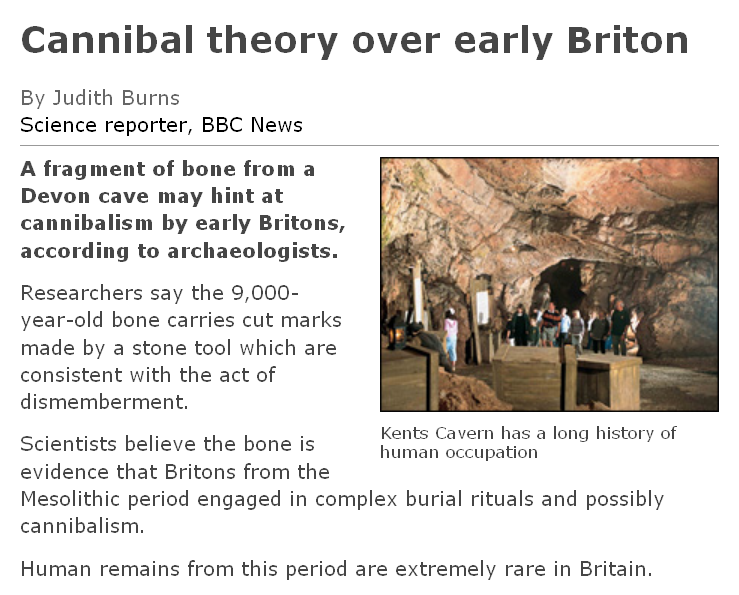 Cannibal theory over early Briton
By Judith Burns
Science reporter, BBC News
A fragment of bone from a
Devon cave may hint at
cannibalism by early Britons,
according to archaeologists.
Researchers say the 9,000-
year-old bone carries cut marks
made by a stone tool which are
consistent with the act of
dismemberment.
Scientists believe the bone is
evidence that Britons from the
Mesolithic period engaged in complex burial rituals and possibly
cannibalism.
Human remains from this period are extremely rare in Britain.
Kents Cavern has a long history of
human occupation